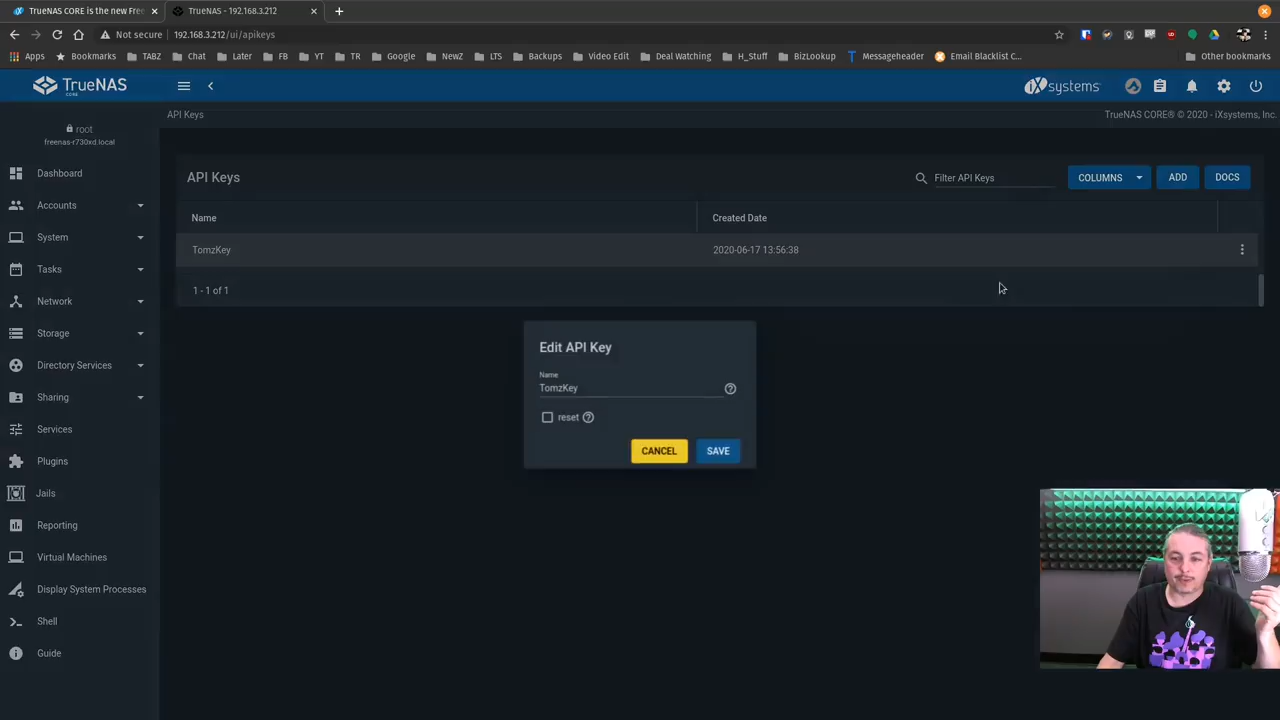 TrueNAS CORE is the new Free
TrueNAS - 192.168.3.212
Not secure
192.168.3.212/ui/apikeys
Apps
Bookmarks
TABZ
Chat
Later
FB
YT
TR
Google
NewZ
LTS
Backups
Video Edit
Deal Watching
H_Stuff
BizLookup
Messageheader
Email Blacklist C...
Other bookmarks
TrueNAS
CORE
iXsystems
root
freenas-r730xd.local
API Keys
TrueNAS CORE® © 2020 - iXsystems, Inc.
Dashboard
Accounts
System
Tasks
Network
Storage
Directory Services
Sharing
Services
Plugins
Jails
Reporting
Virtual Machines
Display System Processes
Shell
Guide
API Keys
Filter API Keys
COLUMNS
ADD
DOCS
Name
Created Date
TomzKey
2020-06-17 13:56:38
1 - 1 of 1
Edit API Key
Name
TomzKey
reset
CANCEL
SAVE